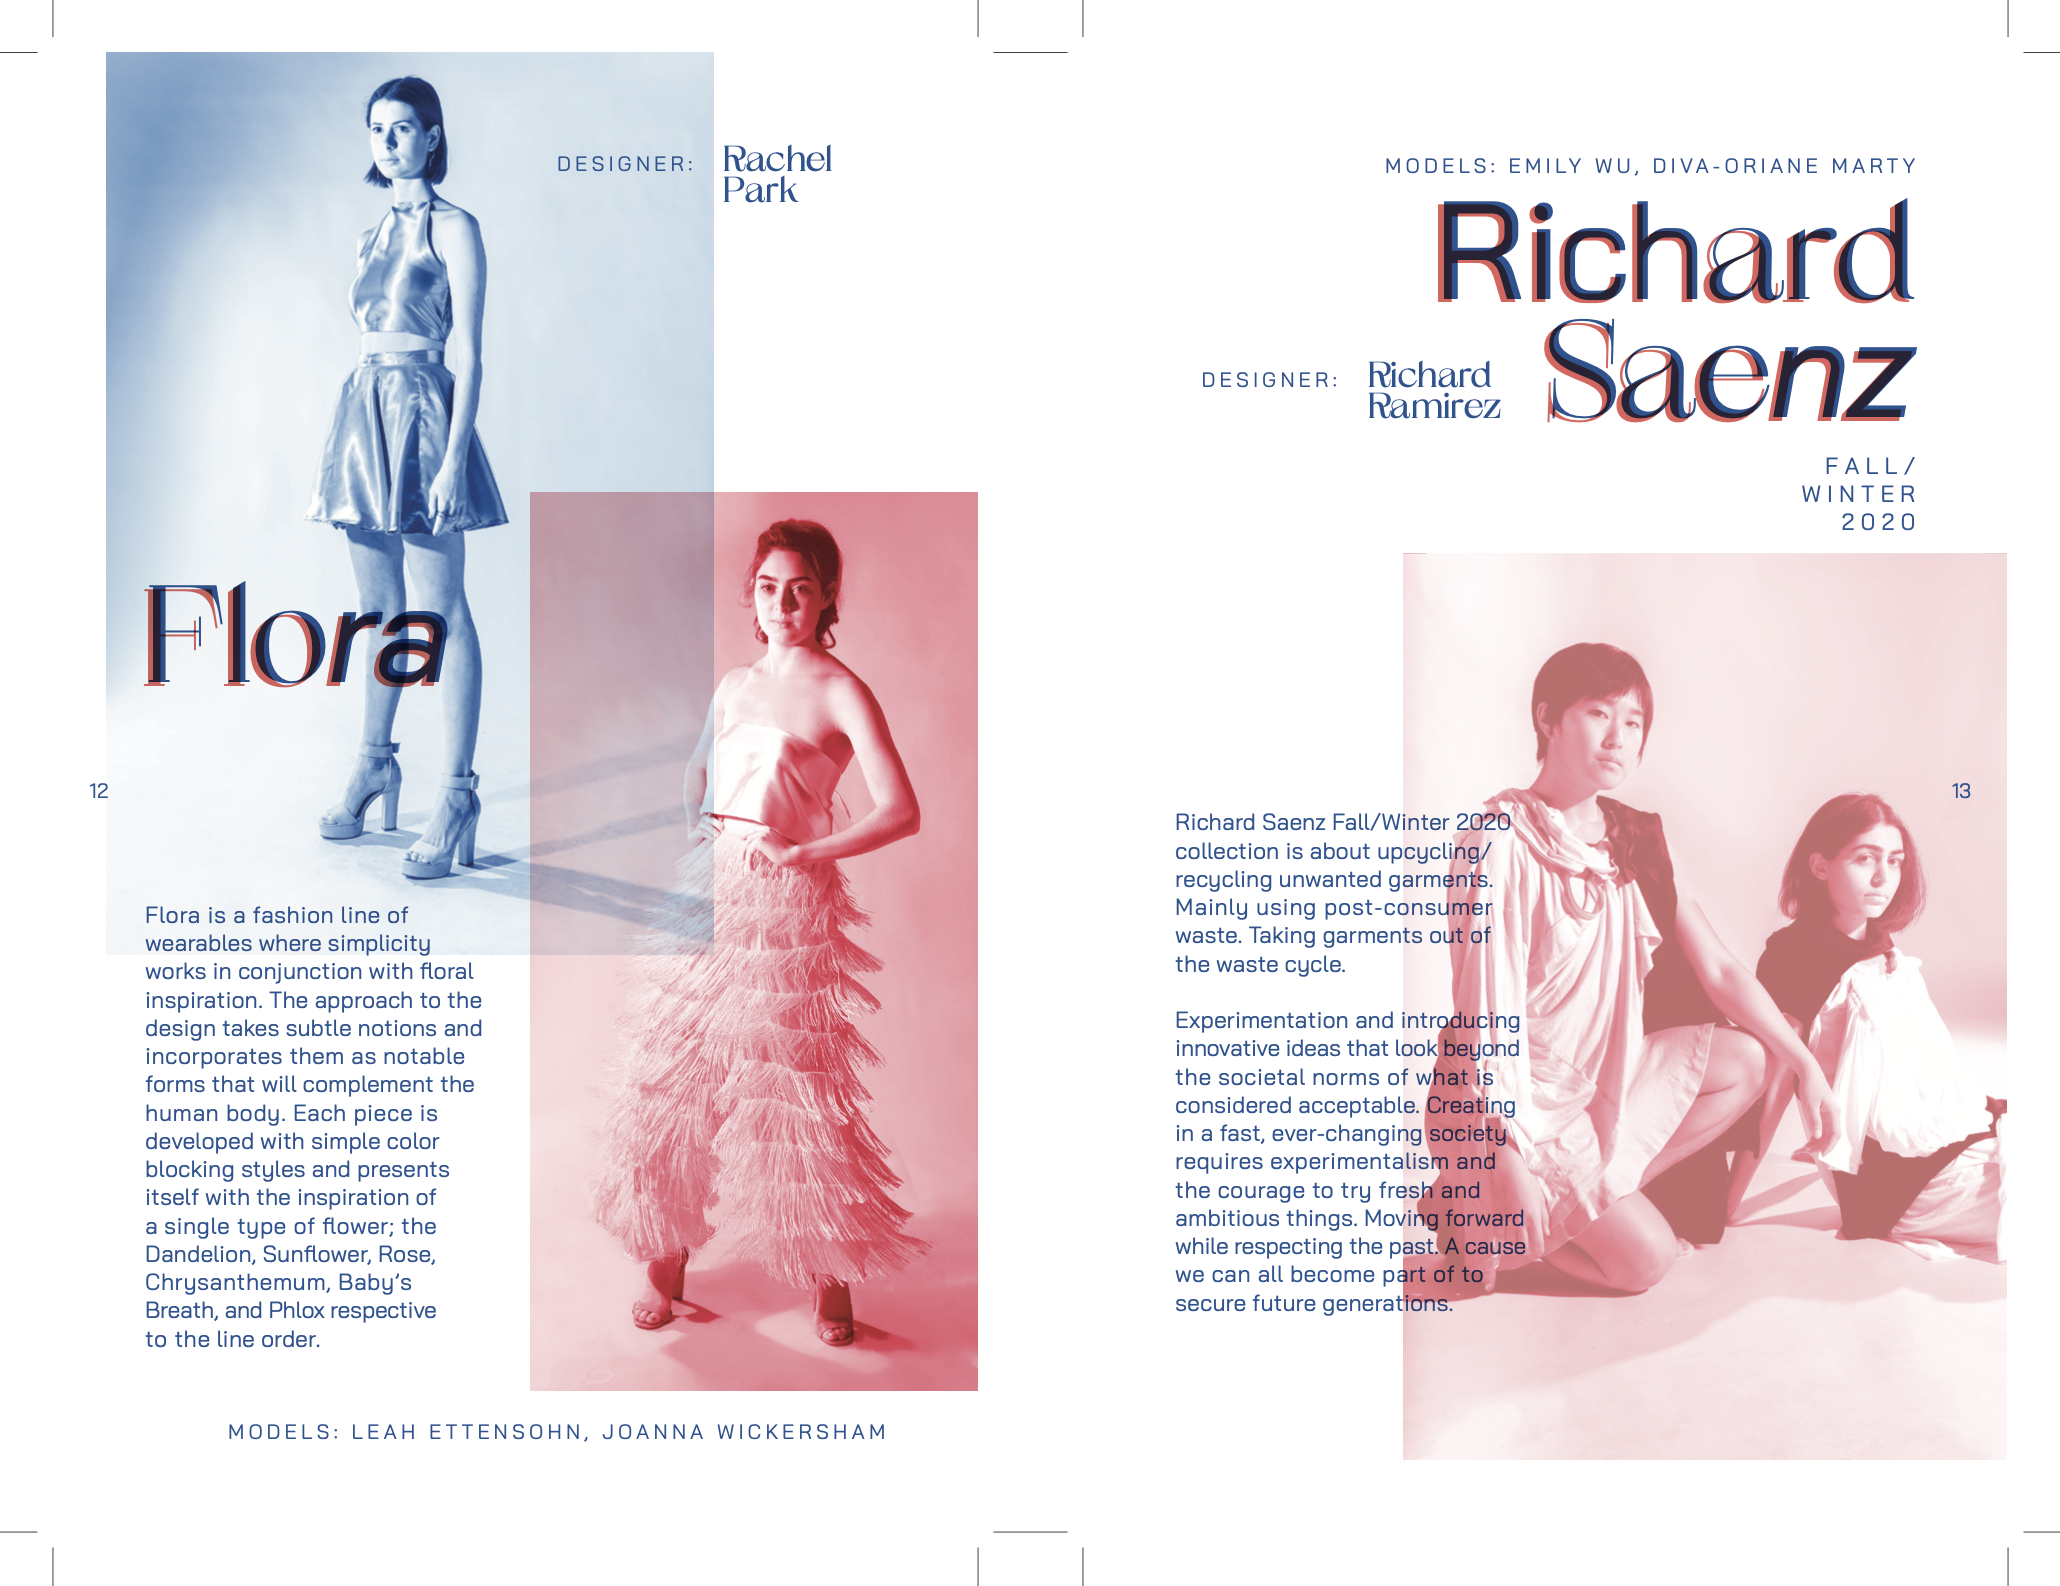 DESIGNER:
Rachel
Park
Flora
12
Flora is a fashion line of
wearables where simplicity
works in conjunction with floral
inspiration. The approach to the
design takes subtle notions and
incorporates them as notable
forms that will complement the
human body. Each piece is
developed with simple color
blocking styles and presents
itself with the inspiration of
a single type of flower; the
Dandelion, Sunflower, Rose,
Chrysanthemum, Baby’s
Breath, and Phlox respective
to the line order.
MODELS: LEAH ETTENSOHN, JOANNA WICKERSHAM
MODELS: EMILY WU, DIVA-ORIANE MARTY
Richard
Saenz
DESIGNER:
Richard
Ramirez
FALL/
WINTER
2020
13
Richard Saenz Fall/Winter 2020
collection is about upcycling/
recycling unwanted garments.
Mainly using post-consumer
waste. Taking garments out of
the waste cycle.
Experimentation and introducing
innovative ideas that look beyond
the societal norms of what is
considered acceptable. Creating
in a fast, ever-changing society
requires experimentalism and
the courage to try fresh and
ambitious things. Moving forward
while respecting the past. A cause
we can all become part of to
secure future generations.